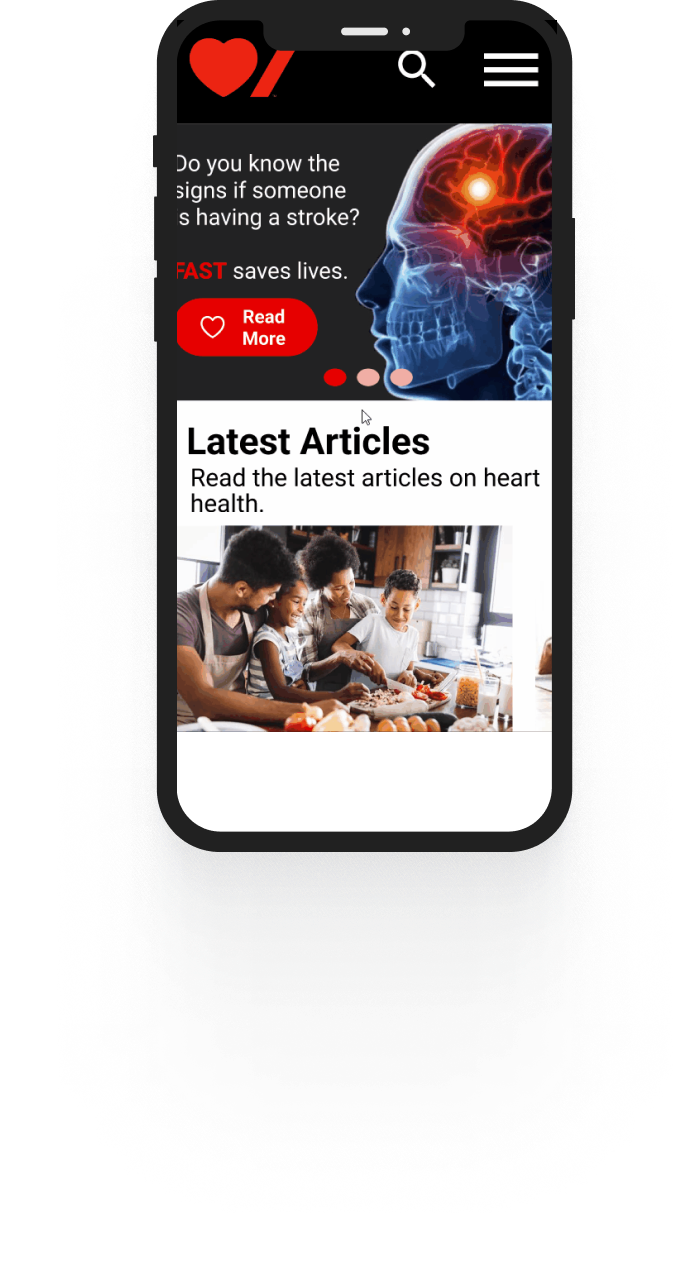 Do you know the
signs if someone
is having a stroke?
FAST saves lives.
Read
More
Latest Articles
Read the latest articles on heart
health.